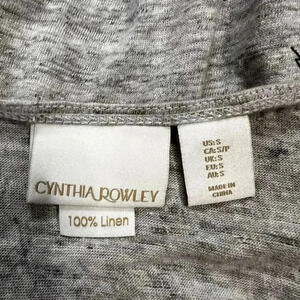 CYNTHIA ROWLEY
100% Linen
US:S
CA:S/P
UK:S
EU:S
AU:S
MADE IN
CHINA